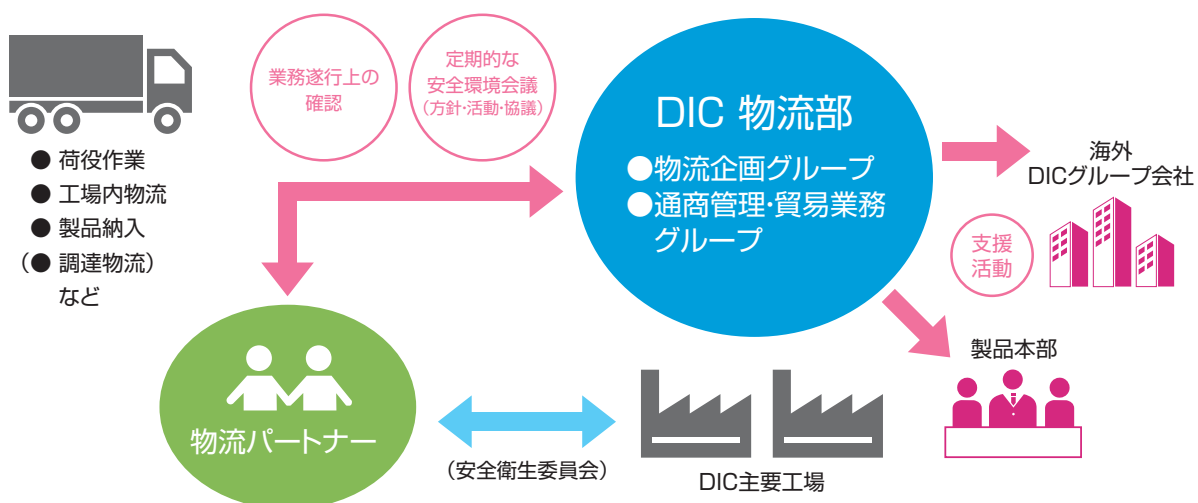 業務遂行上の
確認
定期的な
安全環境会議
(方針・活動・協議)
DIC 物流部
●物流企画グループ
●通商管理・貿易業務
グループ
● 荷役作業
● 工場内物流
● 製品納入
(● 調達物流)
など
海外
DICグループ会社
支援
活動
製品本部
物流パートナー
(安全衛生委員会)
DIC主要工場